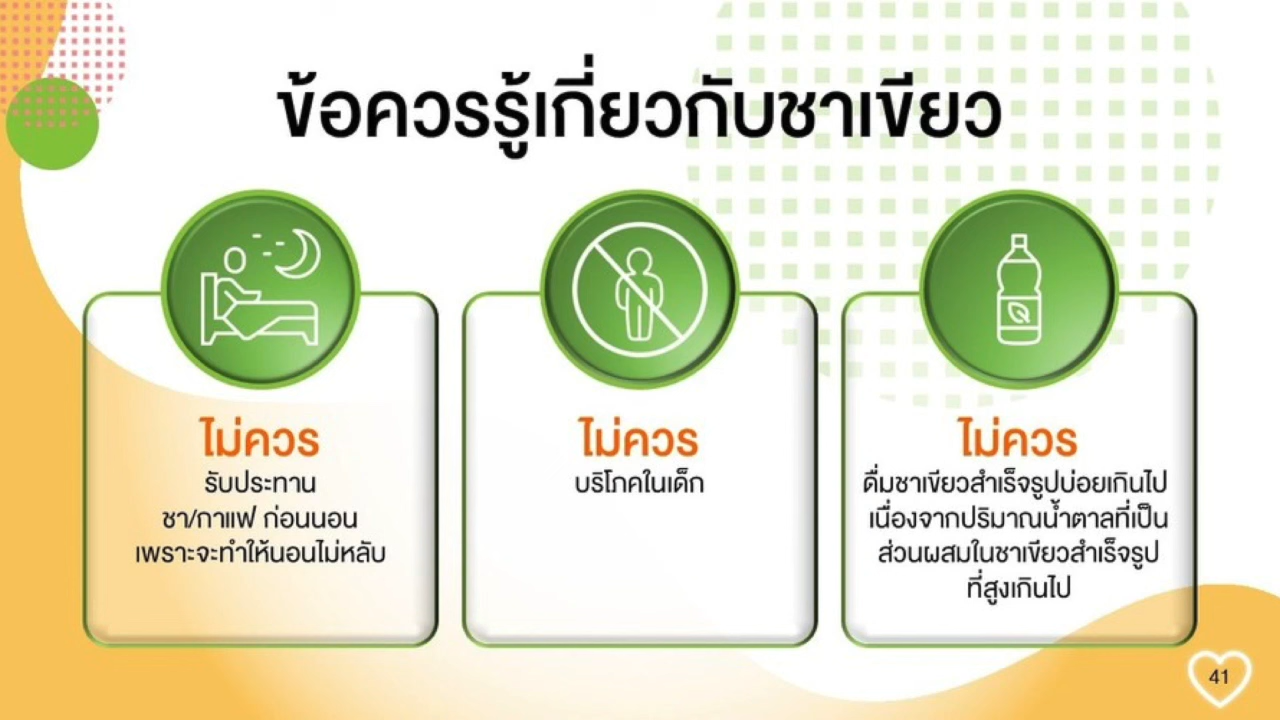 ข้อควรรู้เกี่ยวกับชาเขียว
ไม่ควร
รับประทาน
ชา/กาแฟ ก่อนนอน
เพราะจะทำให้นอนไม่หลับ
ไม่ควร
บริโภคในเด็ก
ไม่ควร
ดื่มชาเขียวสำเร็จรูปบ่อยเกินไป
เนื่องจากปริมาณน้ำตาลที่เป็น
ส่วนผสมในชาเขียวสำเร็จรูป
ที่สูงเกินไป
41